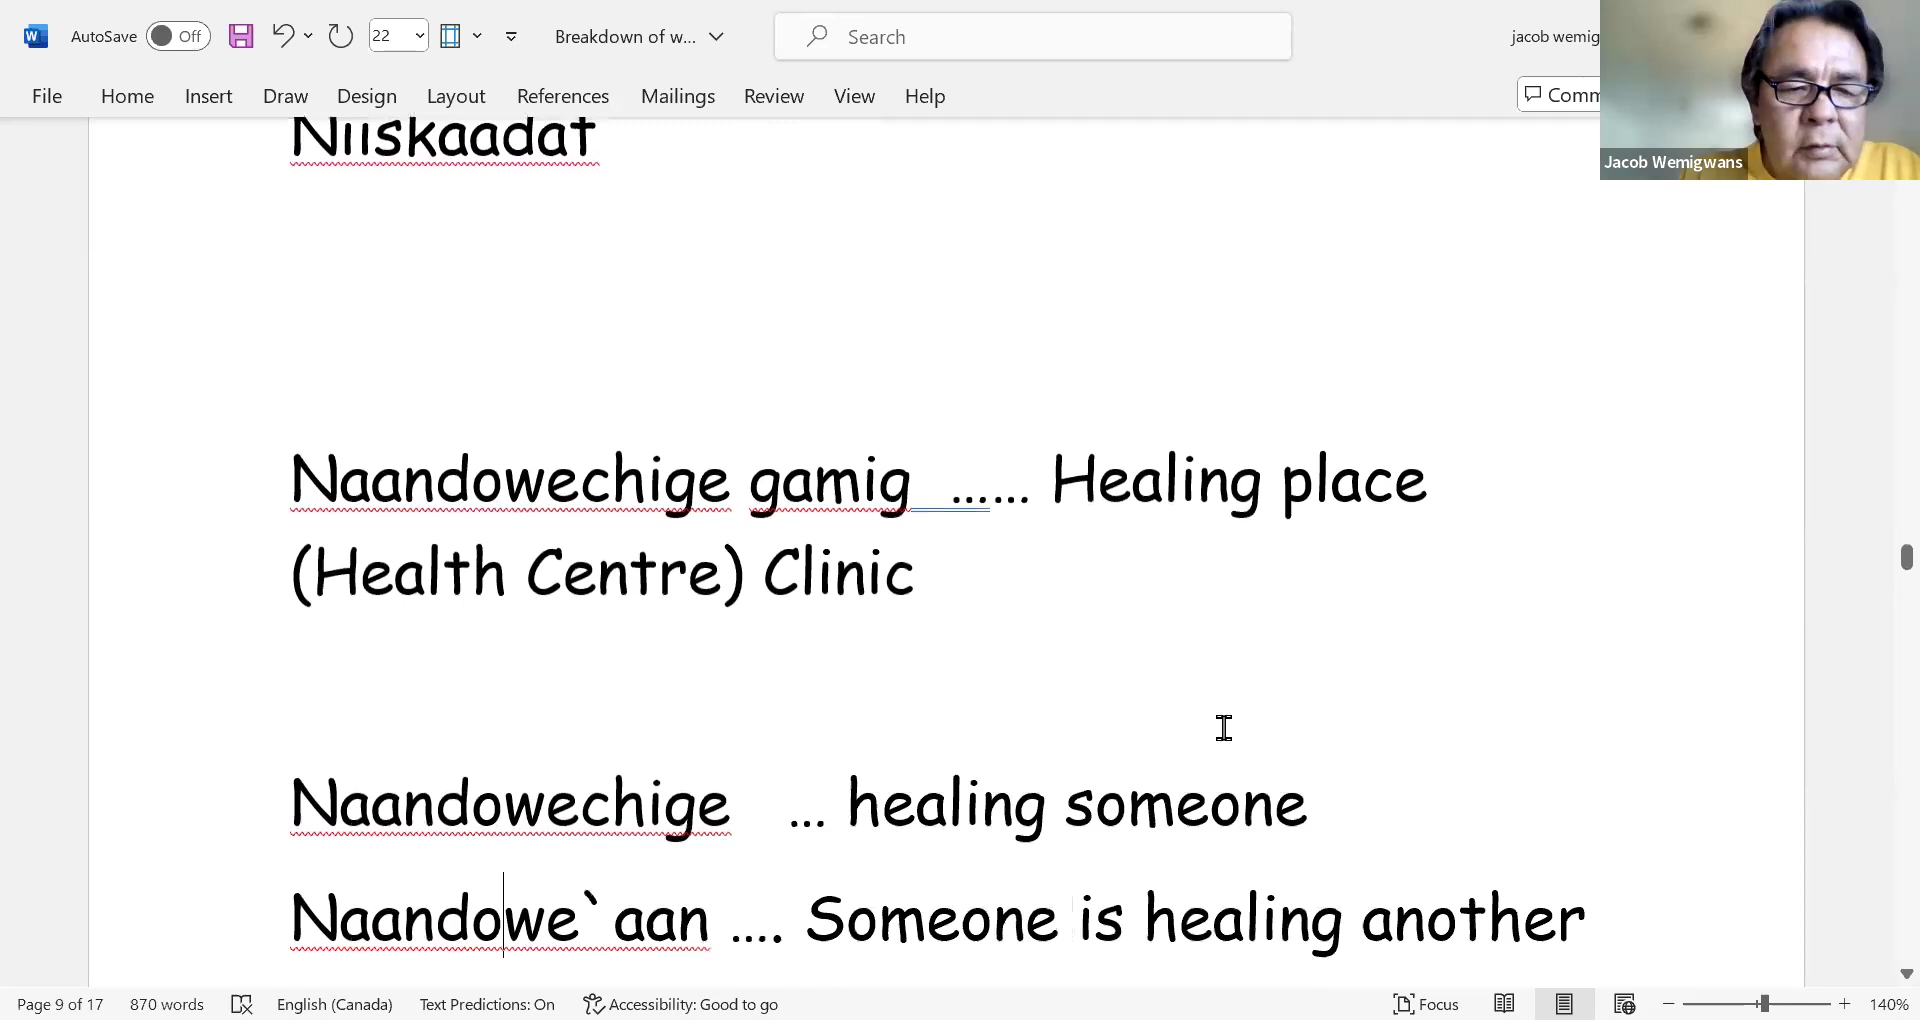 AutoSave Off 22 Breakdown of w... Search jacob wemig
File Home Insert Draw Design Layout References Mailings Review View Help Comm
Jacob Wemigwans
Niiskaadat
Naandowechige gamig …… Healing place
(Health Centre) Clinic
Naandowechige … healing someone
Naandowe`aan …. Someone is healing another
Page 9 of 17 870 words English (Canada) Text Predictions: On Accessibility: Good to go Focus 140%